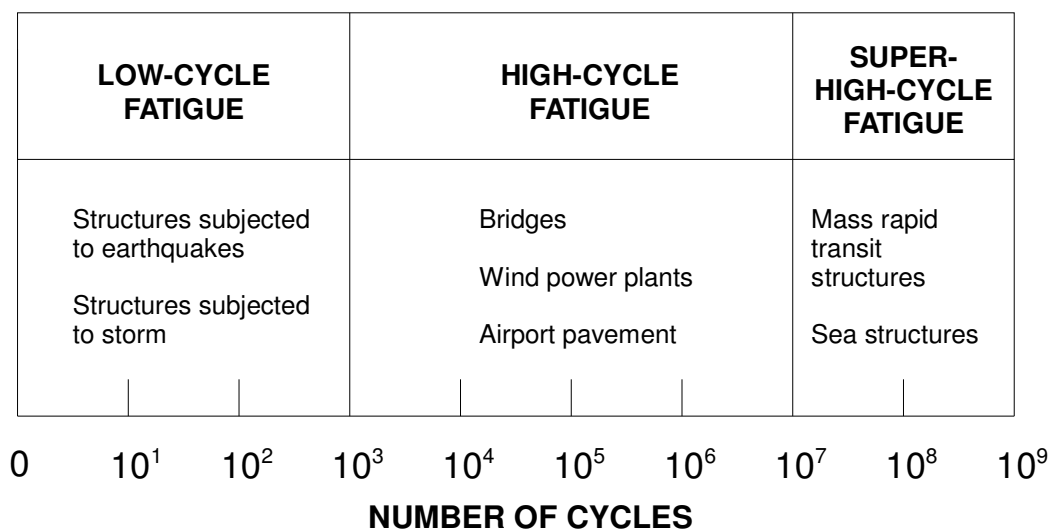 LOW-CYCLE
FATIGUE
HIGH-CYCLE
FATIGUE
SUPER-
HIGH-CYCLE
FATIGUE
Structures subjected
to earthquakes
Structures subjected
to storm
Bridges
Wind power plants
Airport pavement
Mass rapid
transit
structures
Sea structures
0 10¹ 10² 10³ 10⁴ 10⁵ 10⁶ 10⁷ 10⁸ 10⁹
NUMBER OF CYCLES